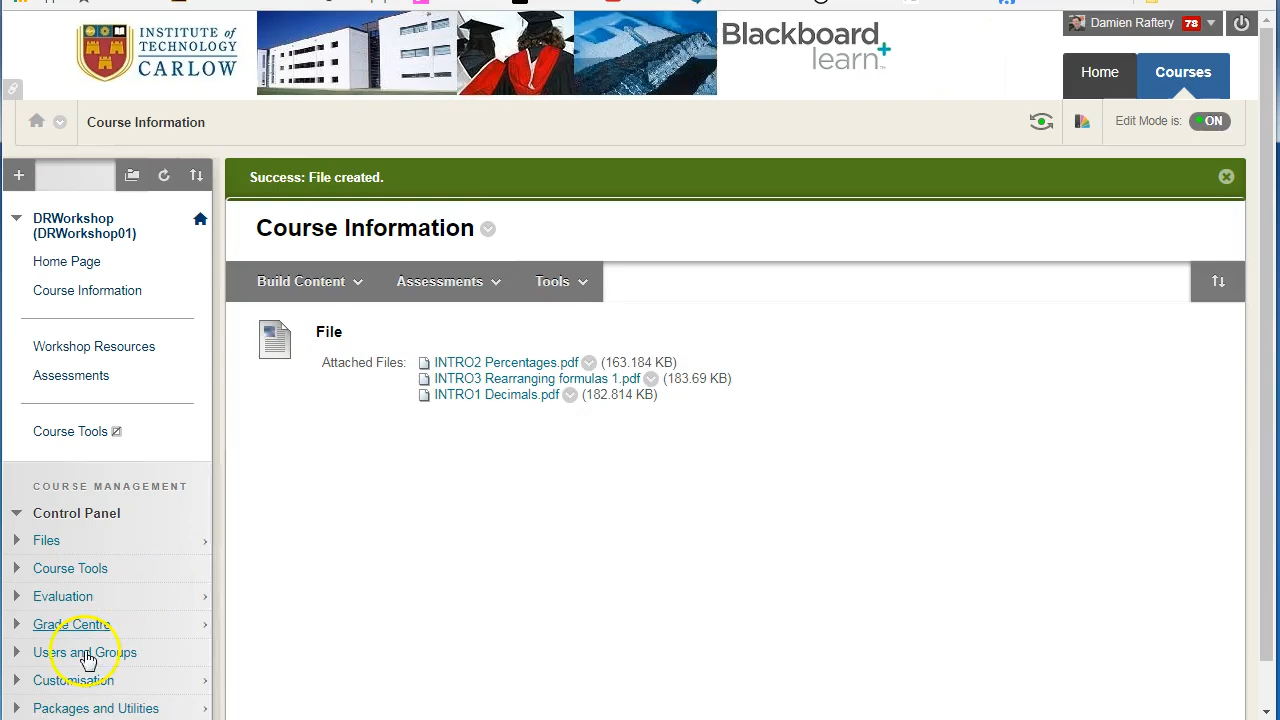 INSTITUTE of
TECHNOLOGY
CARLOW
Blackboard
learn
Damien Raftery 78
Home
Courses
Course Information
Edit Mode is: ON
Success: File created.
DRWorkshop
(DRWorkshop01)
Home Page
Course Information
Workshop Resources
Assessments
Course Tools
COURSE MANAGEMENT
Control Panel
Files
Course Tools
Evaluation
Grade Centre
Users and Groups
Customisation
Packages and Utilities
Course Information
Build Content
Assessments
Tools
File
Attached Files: INTRO2 Percentages.pdf (163.184 KB)
INTRO3 Rearranging formulas 1.pdf (183.69 KB)
INTRO1 Decimals.pdf (182.814 KB)